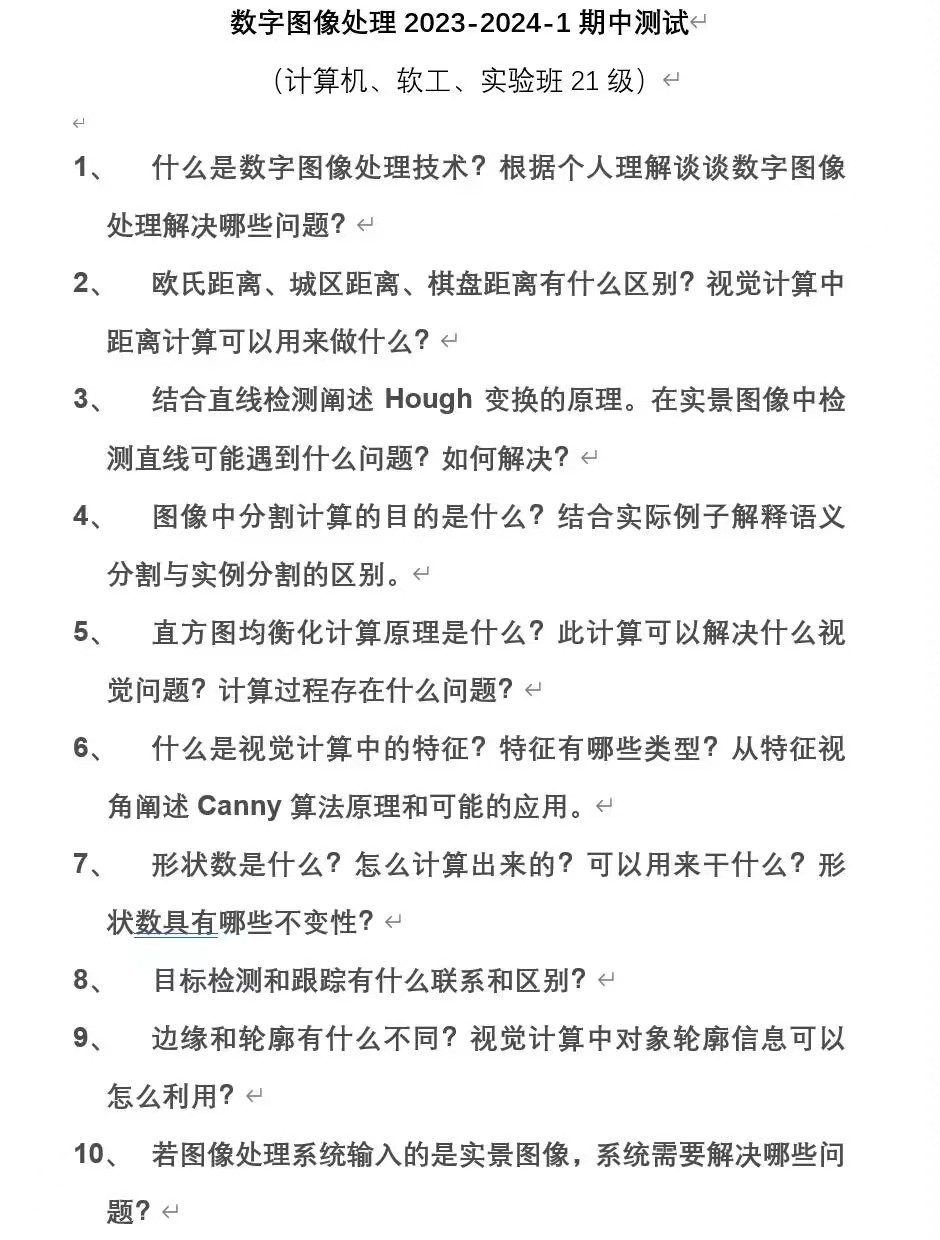 数字图像处理 2023-2024-1 期中测试↵
（计算机、软工、实验班 21 级）↵
↵
1、 什么是数字图像处理技术？根据个人理解谈谈数字图像
处理解决哪些问题？↵
2、 欧氏距离、城区距离、棋盘距离有什么区别？视觉计算中
距离计算可以用来做什么？↵
3、 结合直线检测阐述 Hough 变换的原理。在实景图像中检
测直线可能遇到什么问题？如何解决？↵
4、 图像中分割计算的目的是什么？结合实际例子解释语义
分割与实例分割的区别。↵
5、 直方图均衡化计算原理是什么？此计算可以解决什么视
觉问题？计算过程存在什么问题？↵
6、 什么是视觉计算中的特征？特征有哪些类型？从特征视
角阐述 Canny 算法原理和可能的应用。↵
7、 形状数是什么？怎么计算出来的？可以用来干什么？形
状数具有哪些不变性？↵
8、 目标检测和跟踪有什么联系和区别？↵
9、 边缘和轮廓有什么不同？视觉计算中对象轮廓信息可以
怎么利用？↵
10、 若图像处理系统输入的是实景图像，系统需要解决哪些问
题？↵